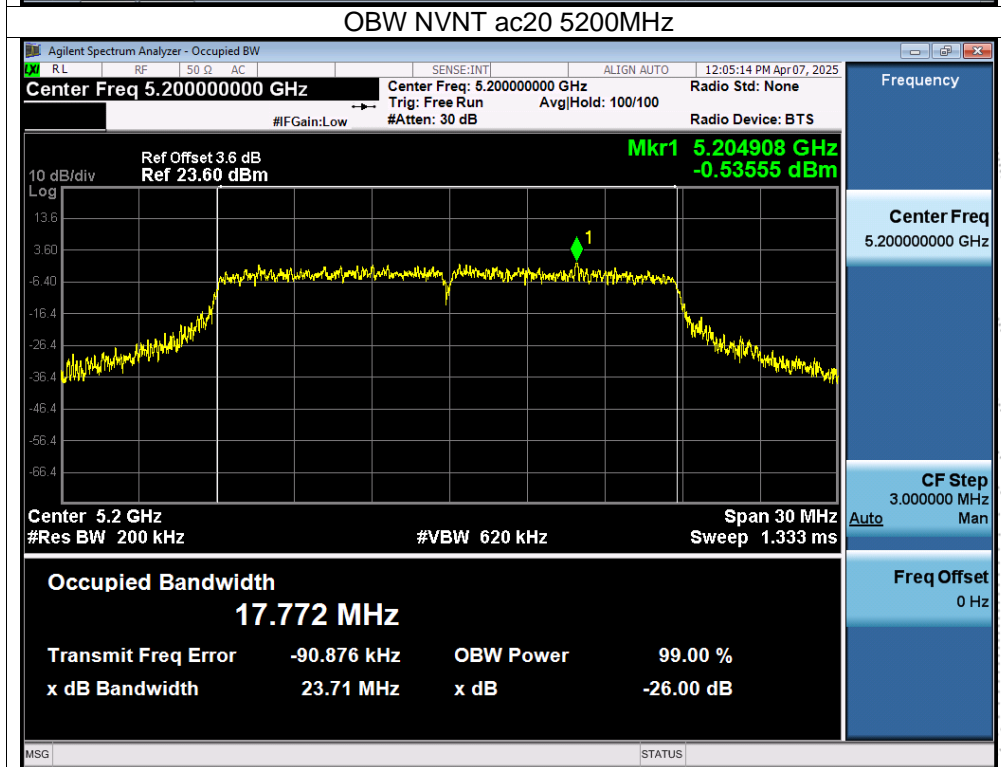 OBW NVNT ac20 5200MHz
Agilent Spectrum Analyzer - Occupied BW
LXI RL RF 50 Ω AC SENSE:INT ALIGN AUTO 12:05:14 PM Apr 07, 2025
Center Freq 5.200000000 GHz
Center Freq: 5.200000000 GHz
Radio Std: None
Trig: Free Run Avg|Hold: 100/100
#IFGain:Low #Atten: 30 dB Radio Device: BTS
Mkr1 5.204908 GHz
-0.53555 dBm
Ref Offset 3.6 dB
10 dB/div Ref 23.60 dBm
Log
13.6
3.60
-6.40
-16.4
-26.4
-36.4
-46.4
-56.4
-66.4
1
Center 5.2 GHz Span 30 MHz
#Res BW 200 kHz #VBW 620 kHz Sweep 1.333 ms
Occupied Bandwidth
17.772 MHz
Transmit Freq Error -90.876 kHz OBW Power 99.00 %
x dB Bandwidth 23.71 MHz x dB -26.00 dB
MSG STATUS
Frequency
Center Freq
5.200000000 GHz
CF Step
3.000000 MHz
Auto Man
Freq Offset
0 Hz